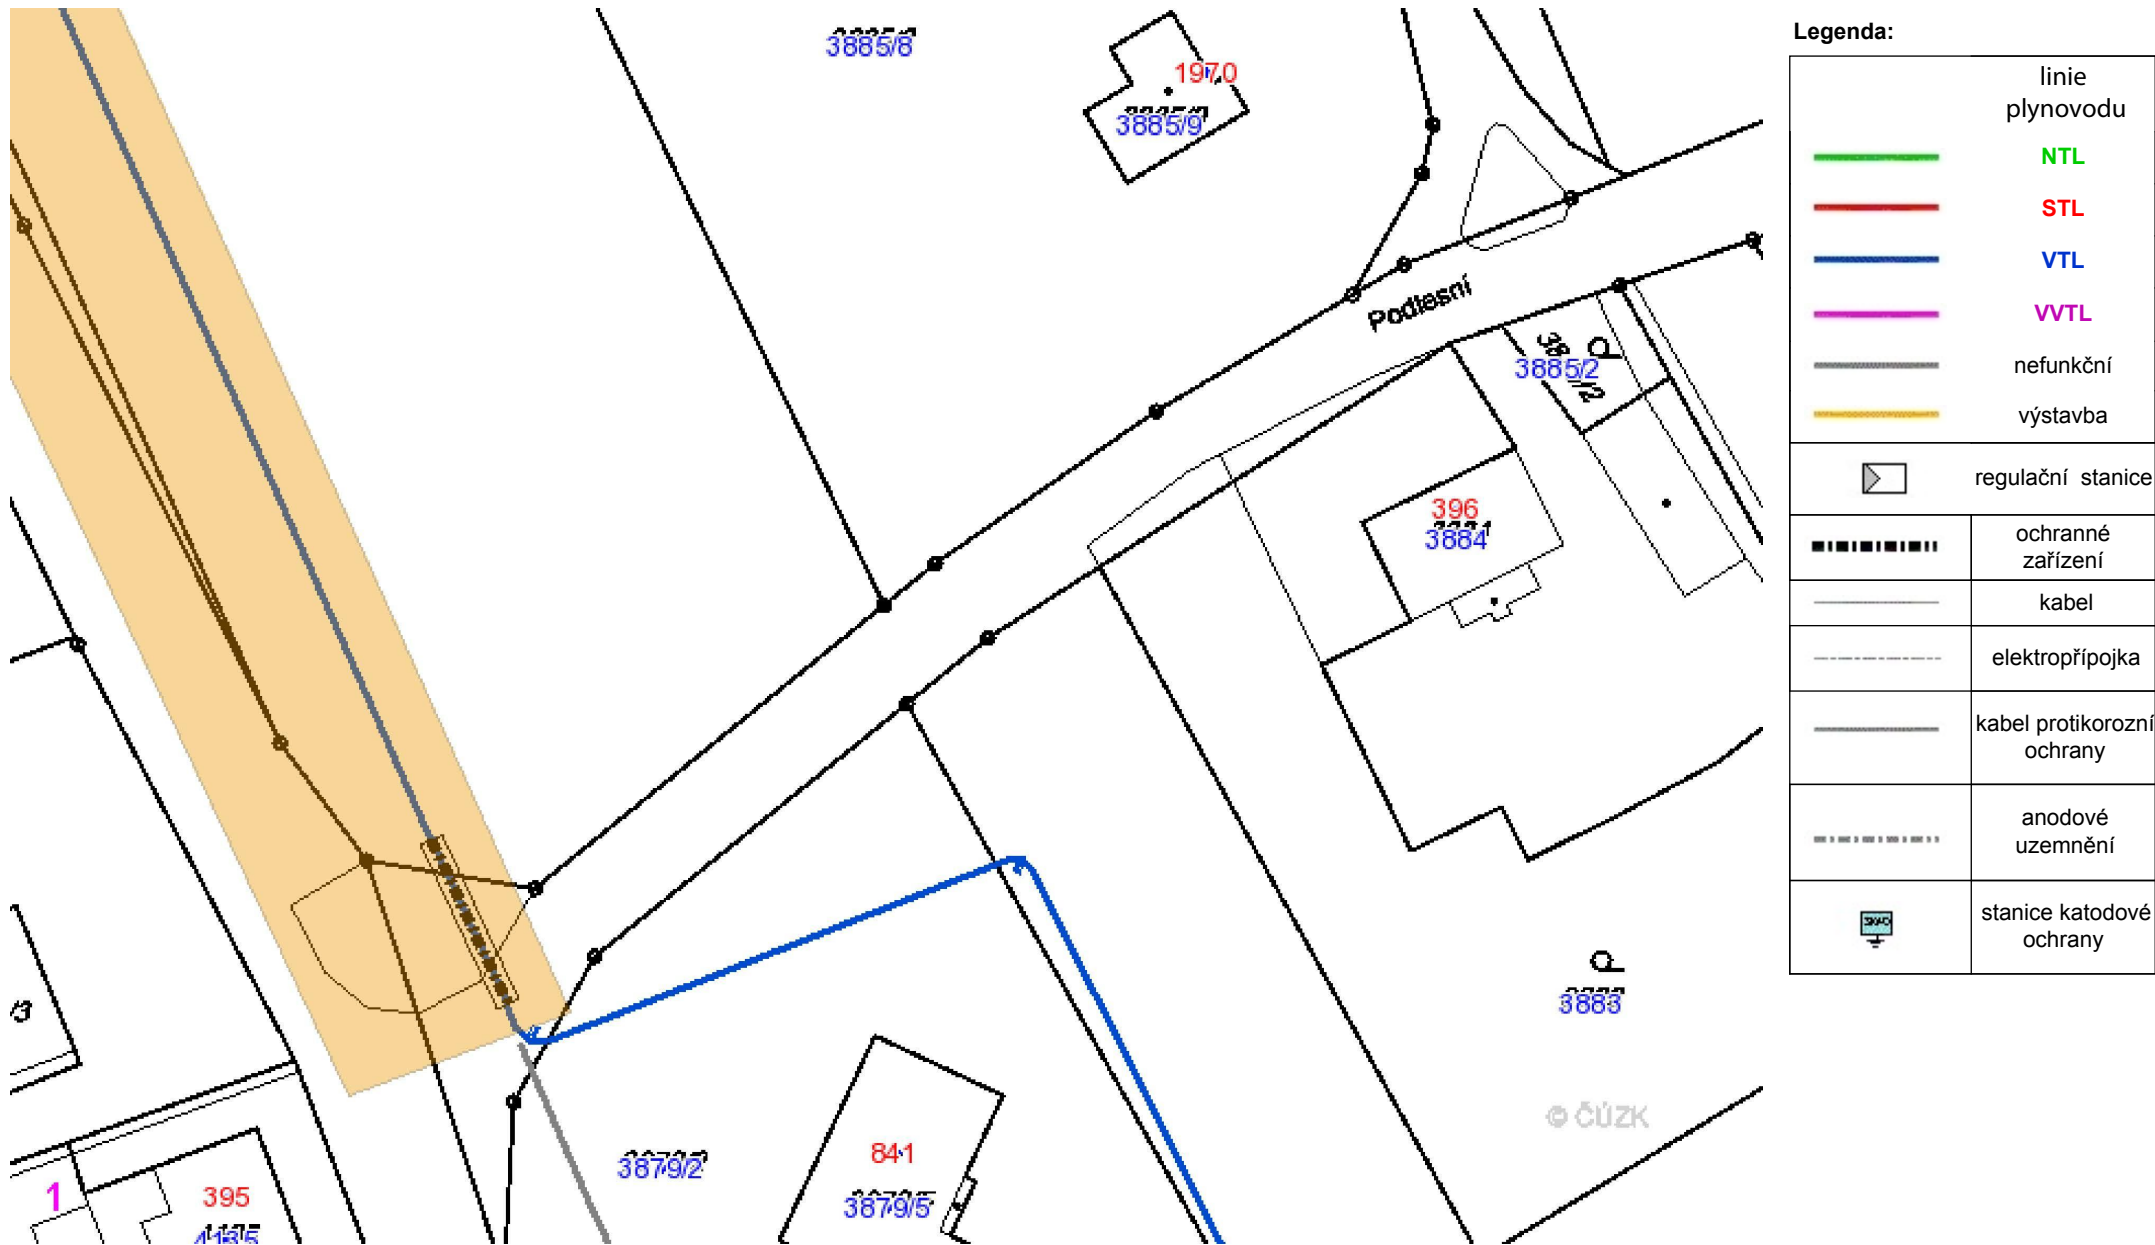 3885/8
1970
3885/9
Podlesní
3885/2
396
3884
3883
© ČÚZK
/3
3879/2
841
3879/5
1
395
Legenda:
linie
plynovodu
NTL
STL
VTL
VVTL
nefunkční
výstavba
regulační stanice
ochranné
zařízení
kabel
elektropřípojka
kabel protikorozní
ochrany
anodové
uzemnění
stanice katodové
ochrany